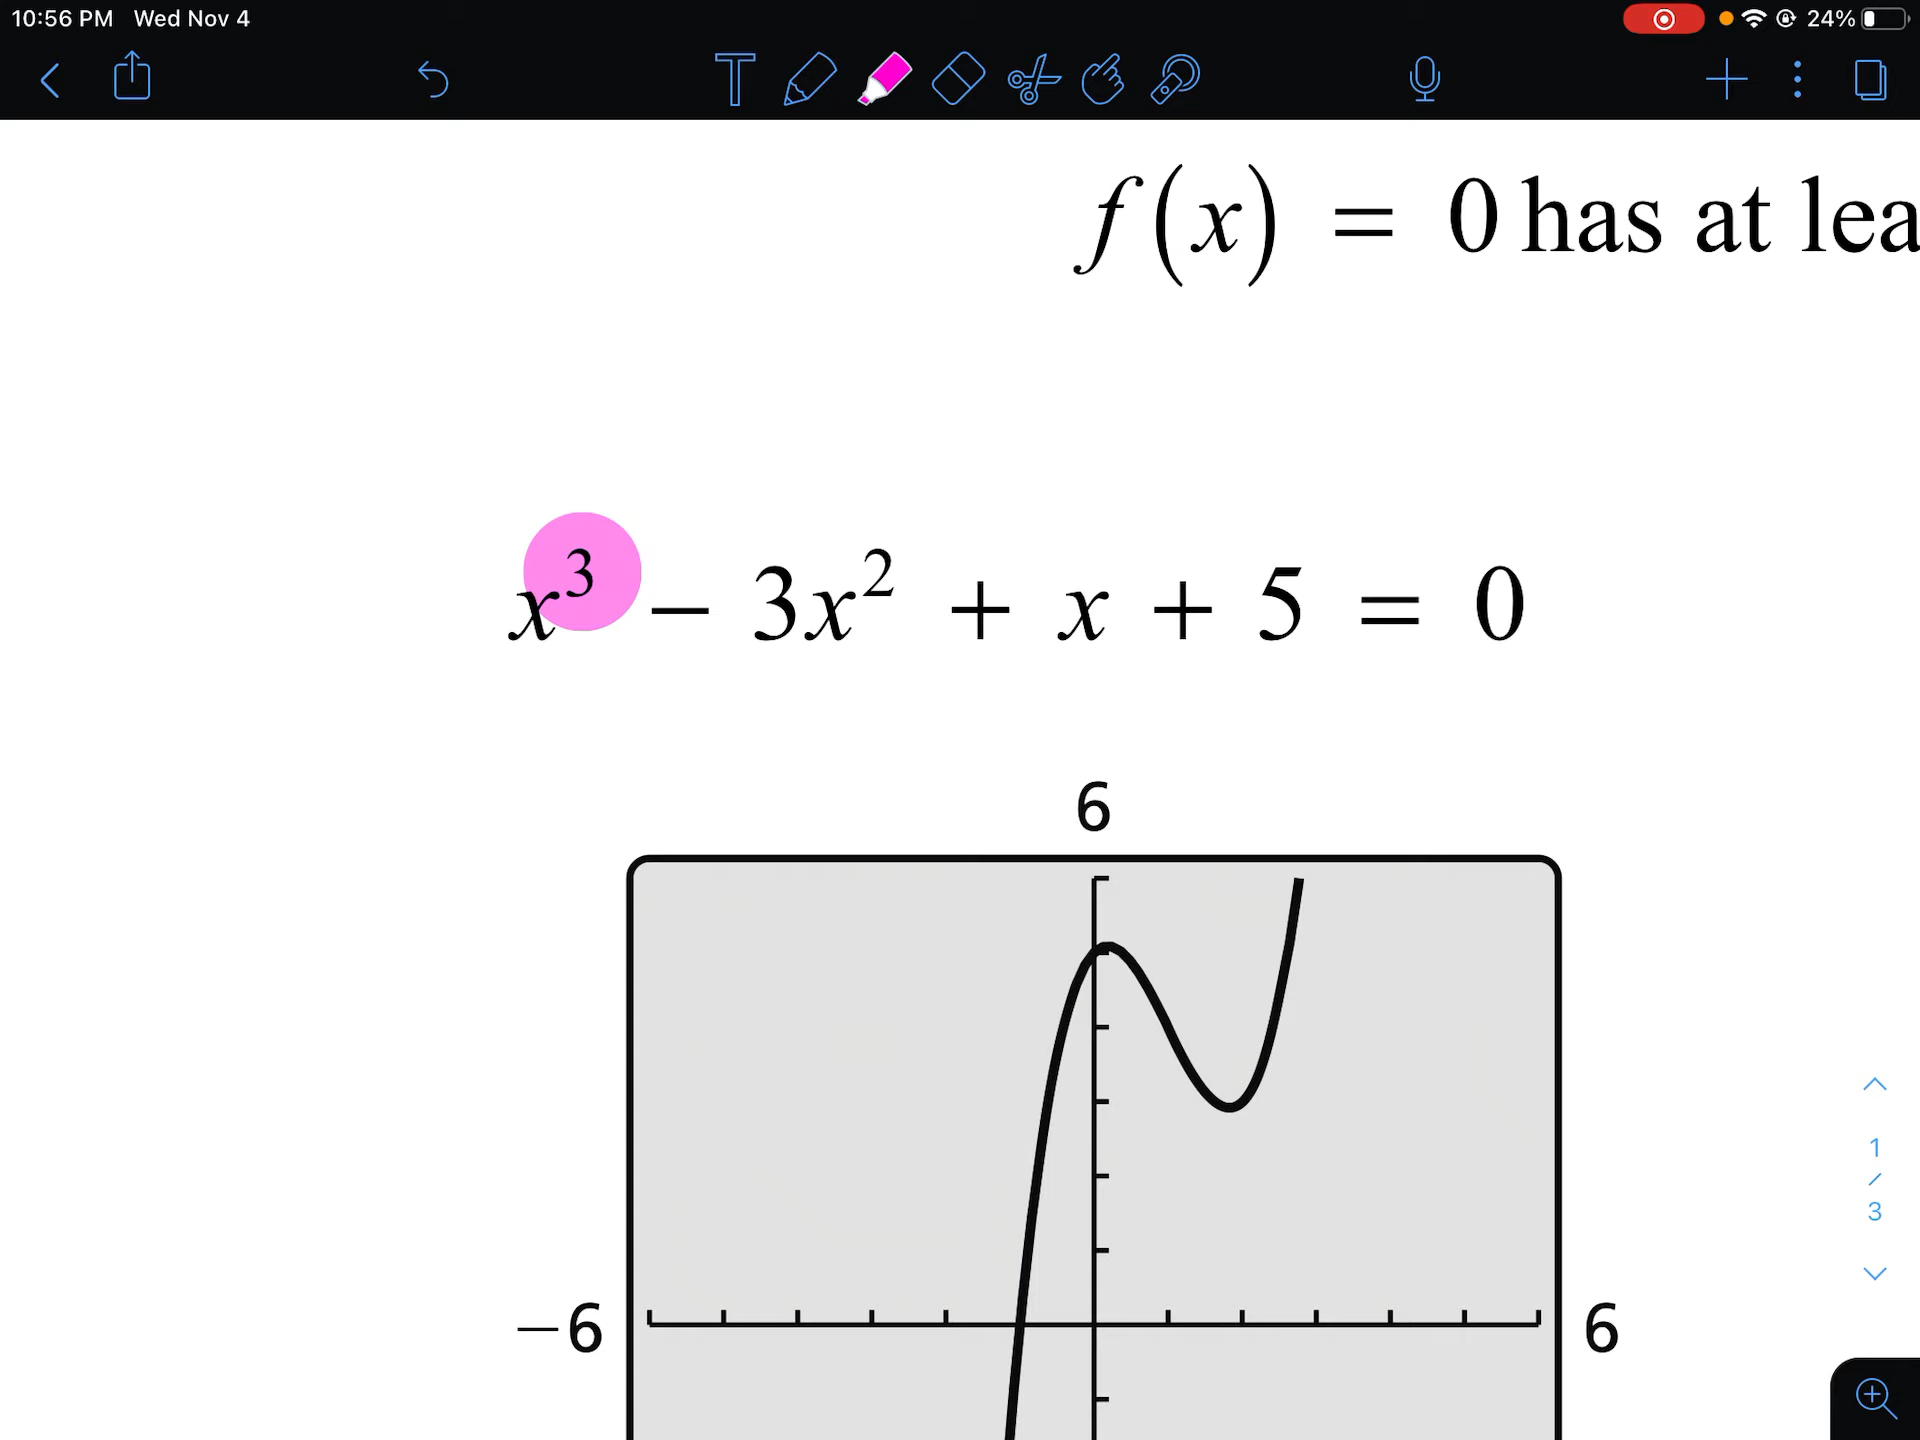 10:56 PM Wed Nov 4 24%
f(x) = 0 has at lea
x³ − 3x² + x + 5 = 0
6
−6 6
1
/
3